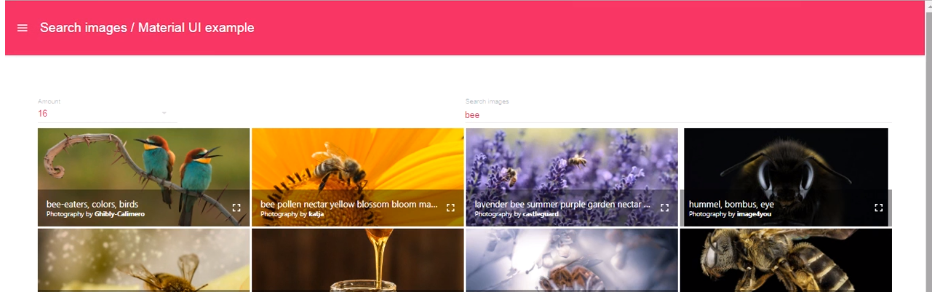 Search images / Material UI example
Amount
Search images
16
bee
bee-eaters, colors, birds
Photography by Ghibly-Calimero
bee pollen nectar yellow blossom bloom ma...
Photography by katja
lavender bee summer purple garden nectar ...
Photography by castleguard
hummel, bombus, eye
Photography by image4you